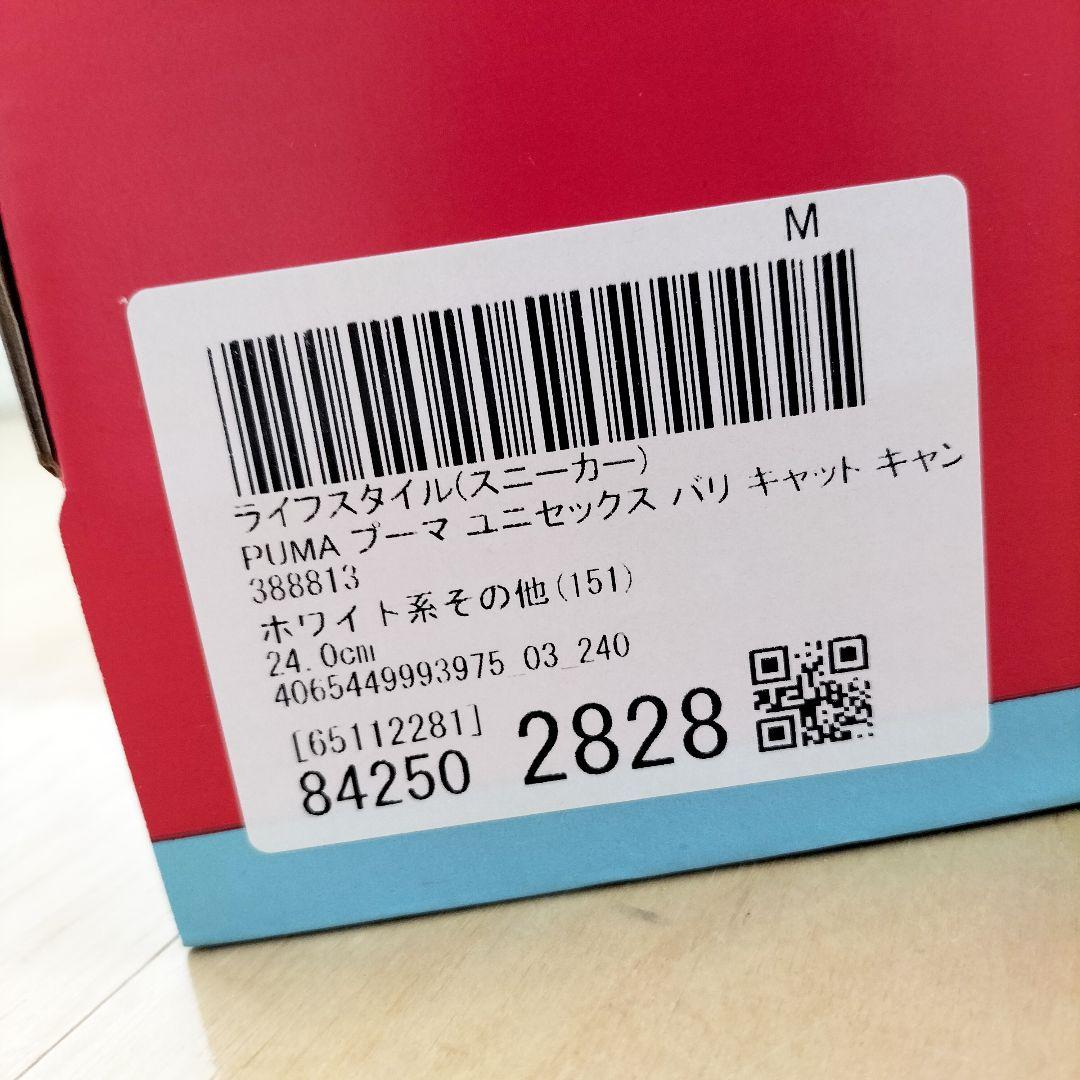 M
ライフスタイル(スニーカー)
PUMA プーマ ユニセックス バリ キャット キャン
388813
ホワイト系その他(151)
24.0cm
4065449993975_03_240
[65112281]
84250 2828